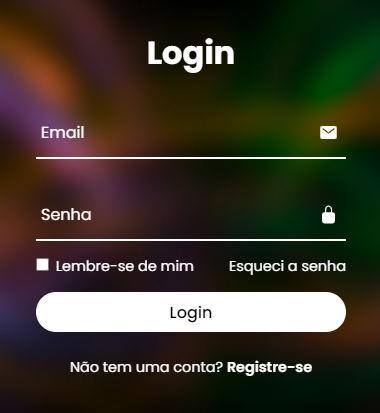 Login
Email
Senha
Lembre-se de mim Esqueci a senha
Login
Não tem uma conta? Registre-se